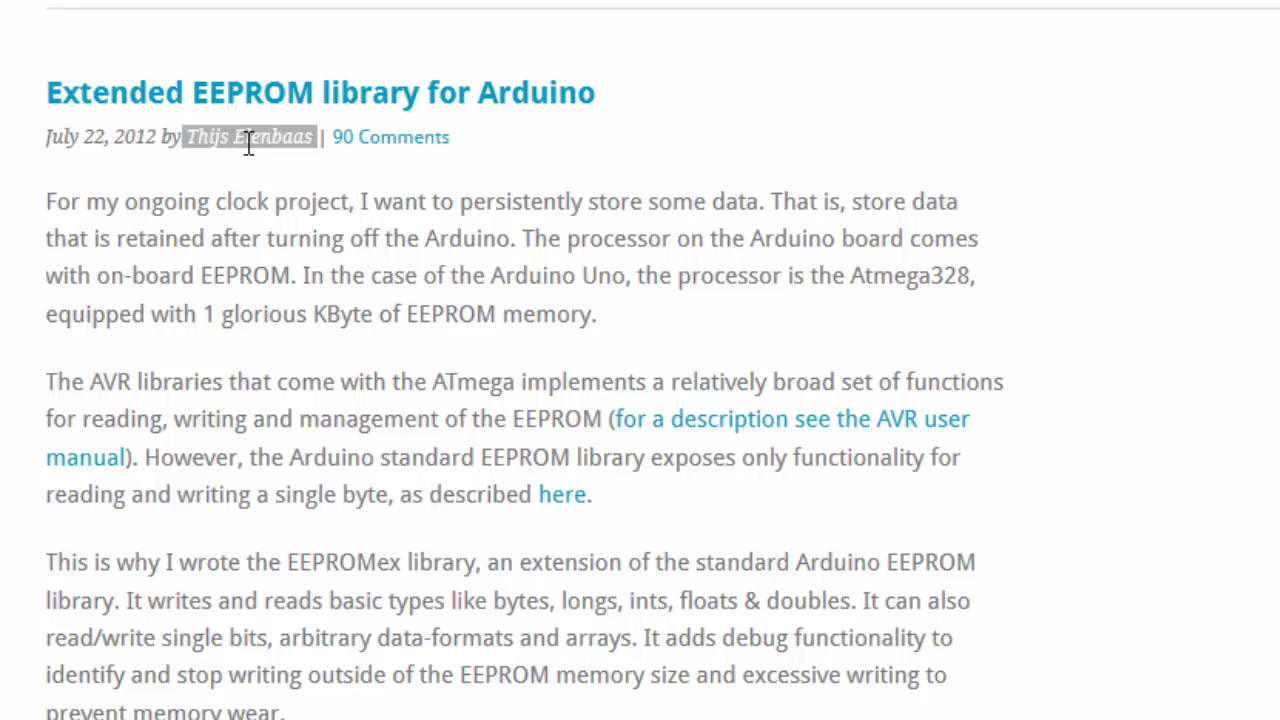 Extended EEPROM library for Arduino
July 22, 2012 by Thijs Elenbaas | 90 Comments
For my ongoing clock project, I want to persistently store some data. That is, store data
that is retained after turning off the Arduino. The processor on the Arduino board comes
with on-board EEPROM. In the case of the Arduino Uno, the processor is the Atmega328,
equipped with 1 glorious KByte of EEPROM memory.
The AVR libraries that come with the ATmega implements a relatively broad set of functions
for reading, writing and management of the EEPROM (for a description see the AVR user
manual). However, the Arduino standard EEPROM library exposes only functionality for
reading and writing a single byte, as described here.
This is why I wrote the EEPROMex library, an extension of the standard Arduino EEPROM
library. It writes and reads basic types like bytes, longs, ints, floats & doubles. It can also
read/write single bits, arbitrary data-formats and arrays. It adds debug functionality to
identify and stop writing outside of the EEPROM memory size and excessive writing to
prevent memory wear.